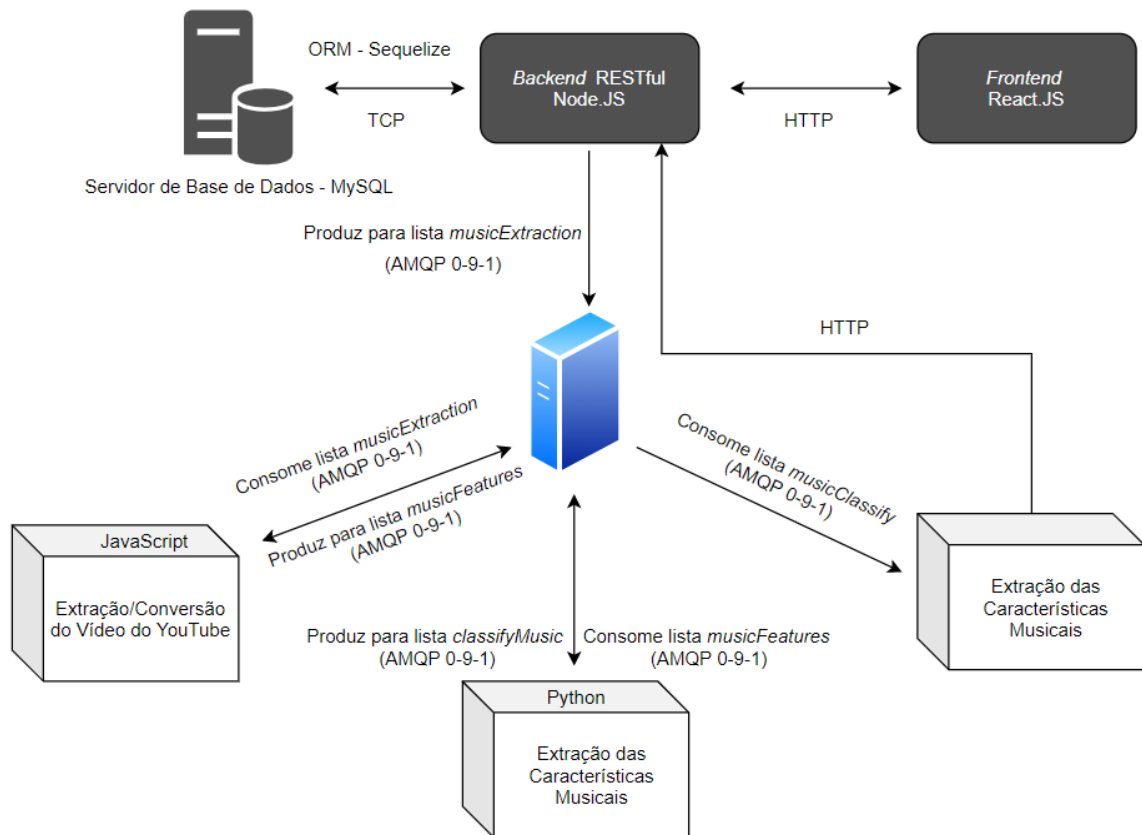 ORM - Sequelize
TCP
Servidor de Base de Dados - MySQL
Backend RESTful
Node.JS
HTTP
Frontend
React.JS
Produz para lista musicExtraction
(AMQP 0-9-1)
HTTP
Consome lista musicExtraction
(AMQP 0-9-1)
Produz para lista musicFeatures
(AMQP 0-9-1)
Consome lista musicClassify
(AMQP 0-9-1)
JavaScript
Extração/Conversão
do Vídeo do YouTube
Produz para lista classifyMusic
(AMQP 0-9-1)
Consome lista musicFeatures
(AMQP 0-9-1)
Extração das
Características
Musicais
Python
Extração das
Características
Musicais